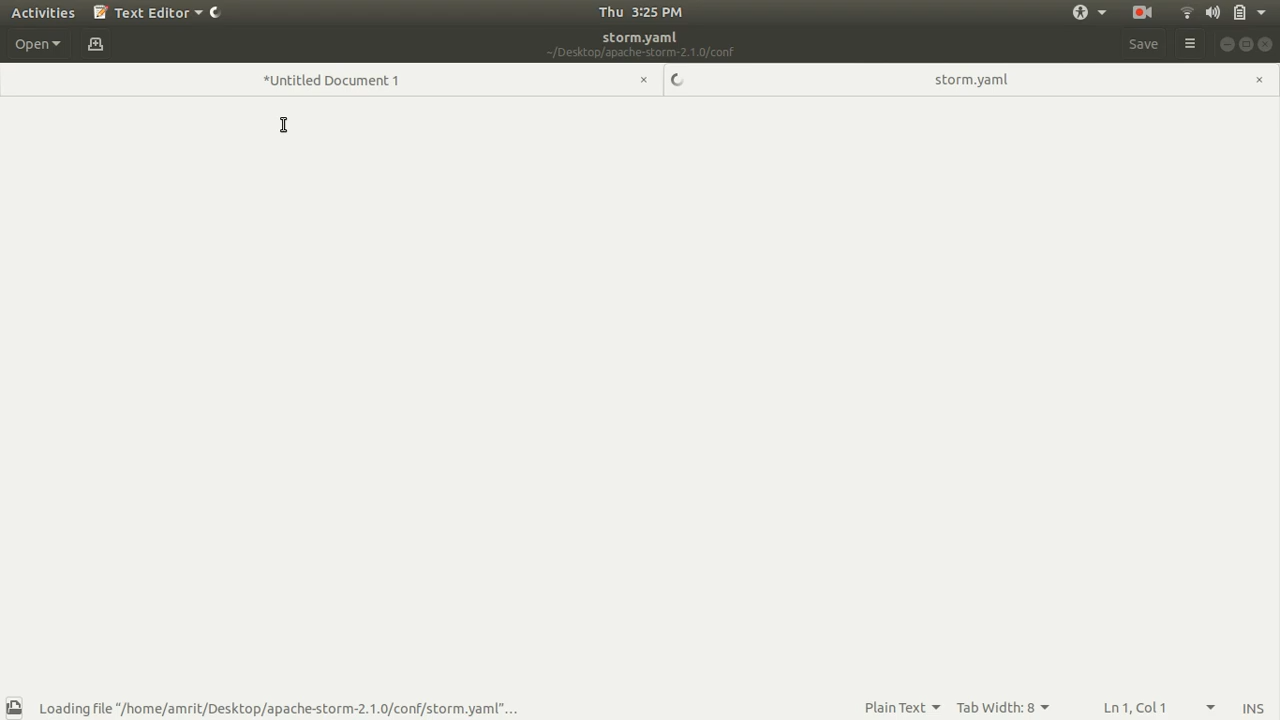 Activities Text Editor Thu 3:25 PM
Open storm.yaml Save
~/Desktop/apache-storm-2.1.0/conf
*Untitled Document 1 × storm.yaml ×
Loading file “/home/amrit/Desktop/apache-storm-2.1.0/conf/storm.yaml”… Plain Text Tab Width: 8 Ln 1, Col 1 INS